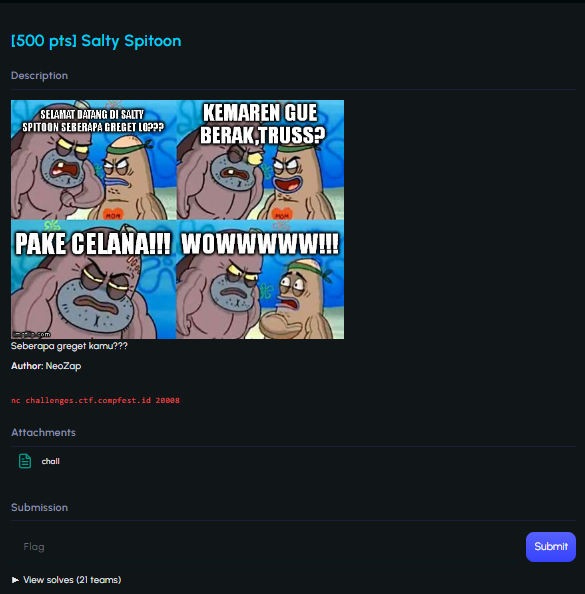 [500 pts] Salty Spitoon
Description
SELAMAT DATANG DI SALTY
SPITOON SEBERAPA GREGET LO???
KEMAREN GUE
BERAK,TRUSS?
MOM
MOM
PAKE CELANA!!!
WOWWWWW!!!
imgflip.com
Seberapa greget kamu???
Author: NeoZap
nc challenges.ctf.compfest.id 20008
Attachments
chall
Submission
Flag
Submit
► View solves (21 teams)